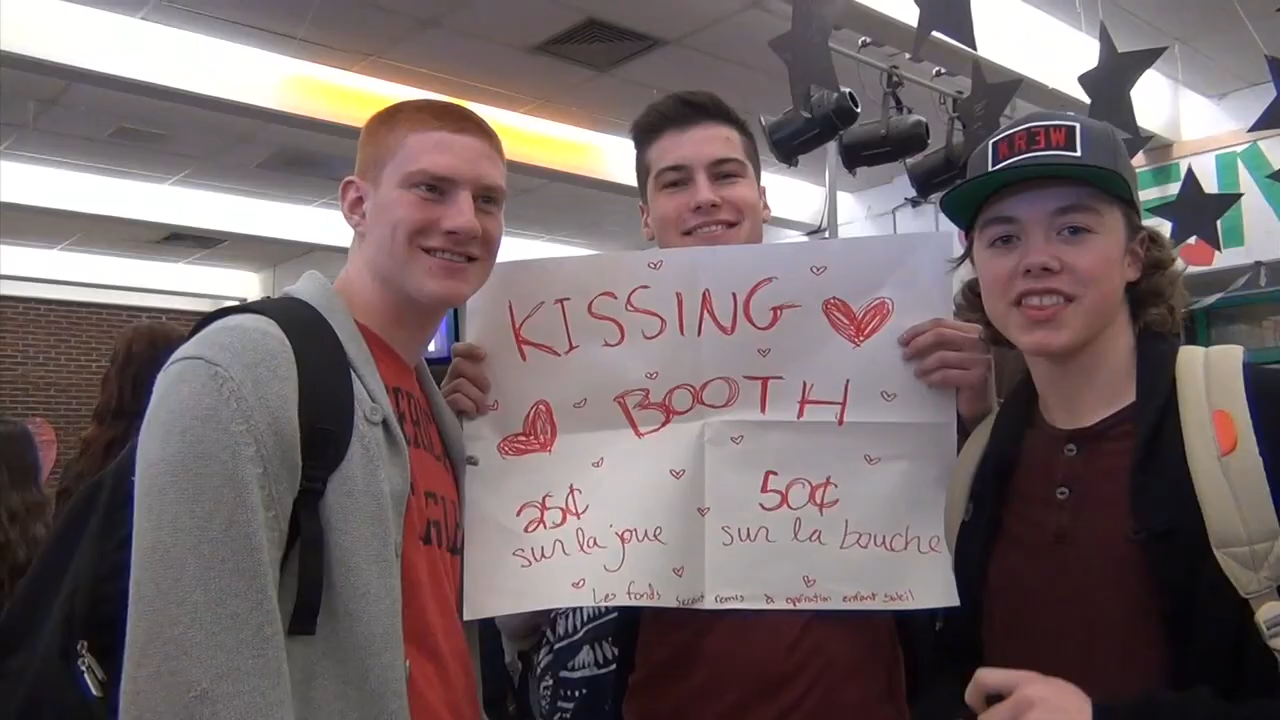 KR3W
KISSING
BOOTH
25¢
sur la joue
50¢
sur la bouche
Les fonds seront remis à opération enfant soleil